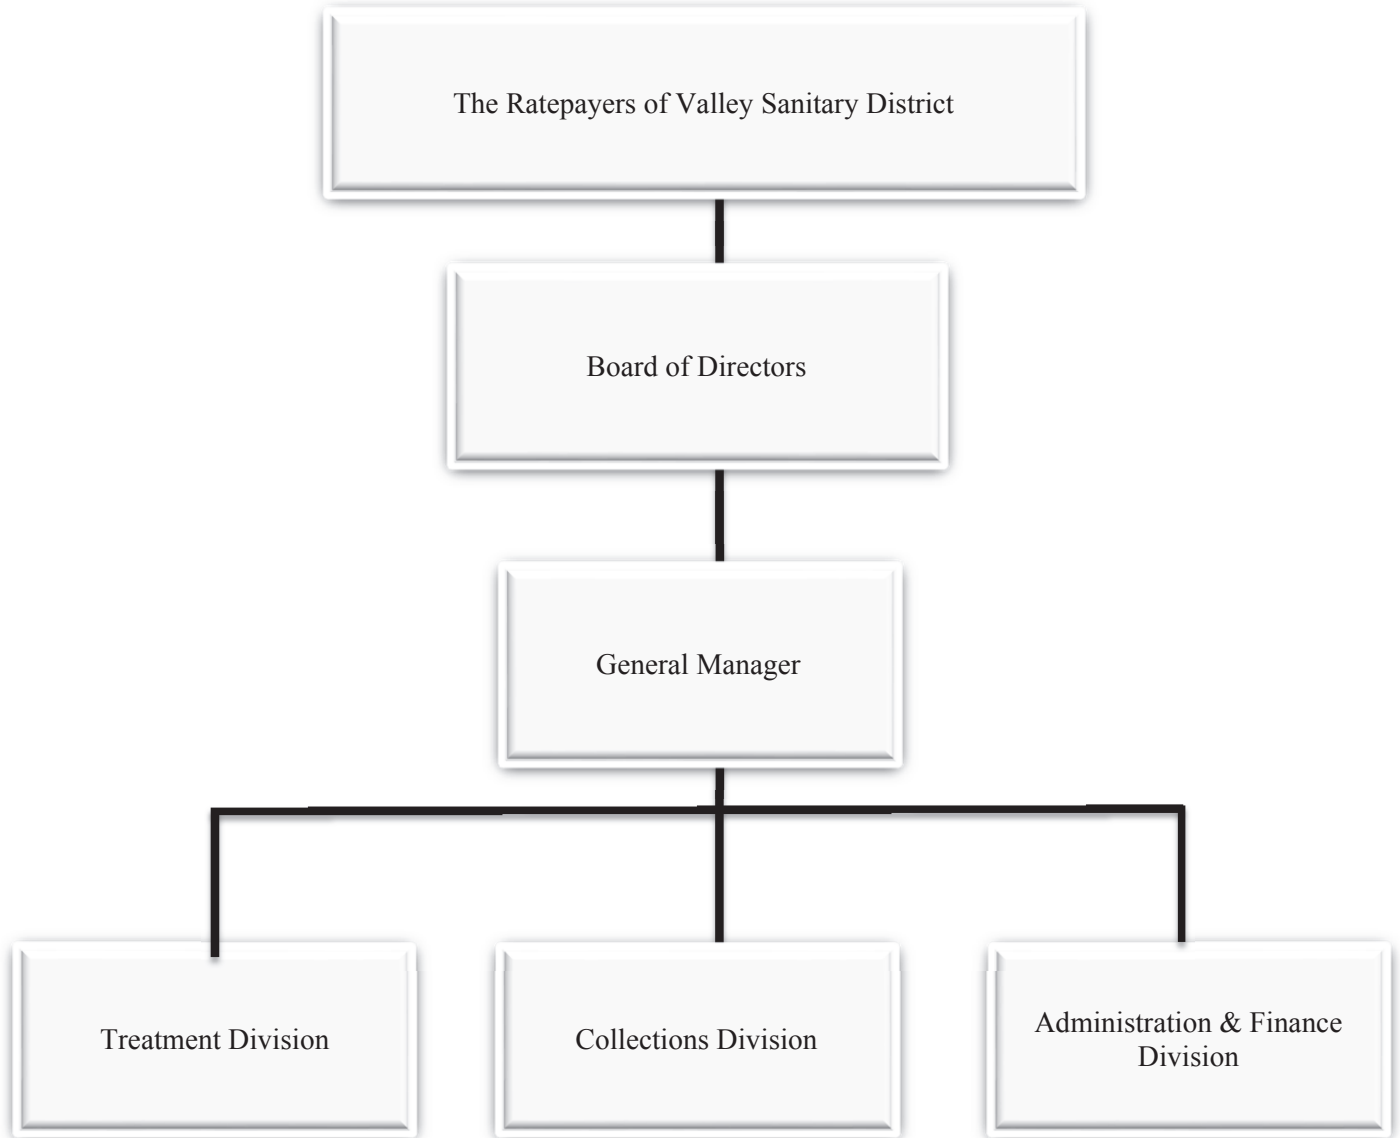 The Ratepayers of Valley Sanitary District
Board of Directors
General Manager
Treatment Division
Collections Division
Administration & Finance
Division